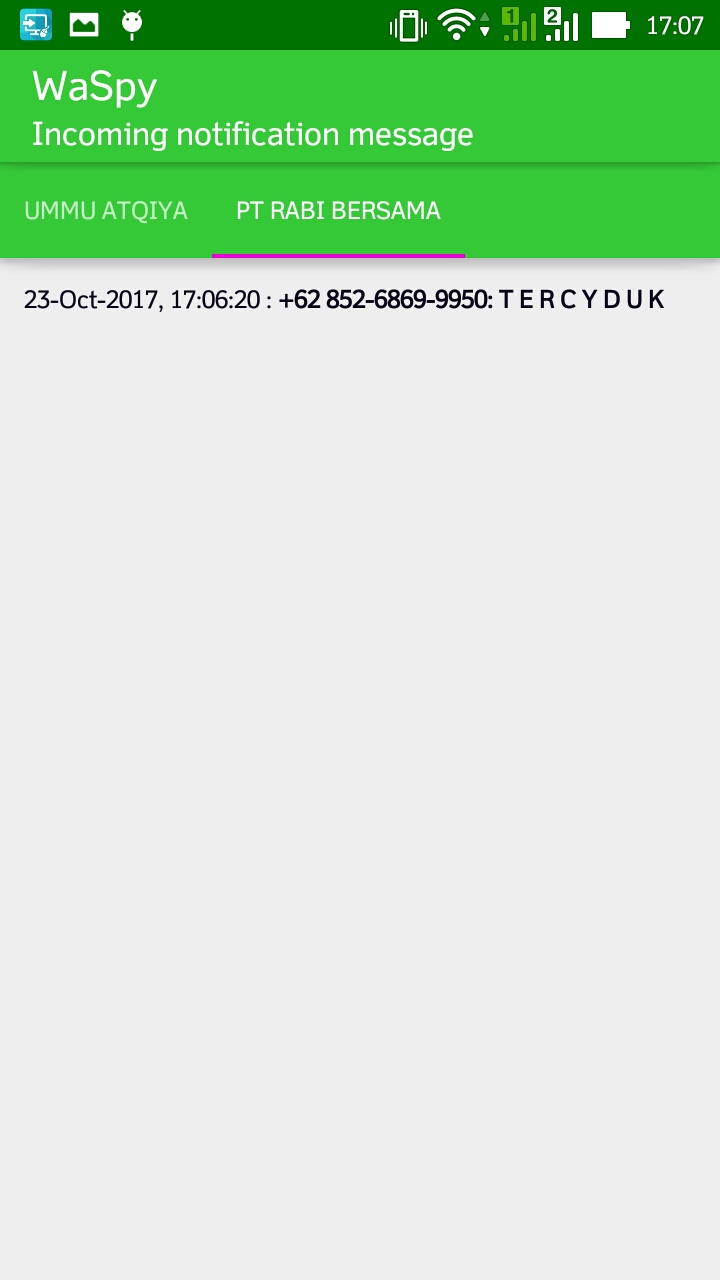 1 2 17:07
WaSpy
Incoming notification message
UMMU ATQIYA PT RABI BERSAMA
23-Oct-2017, 17:06:20 : +62 852-6869-9950: T E R C Y D U K